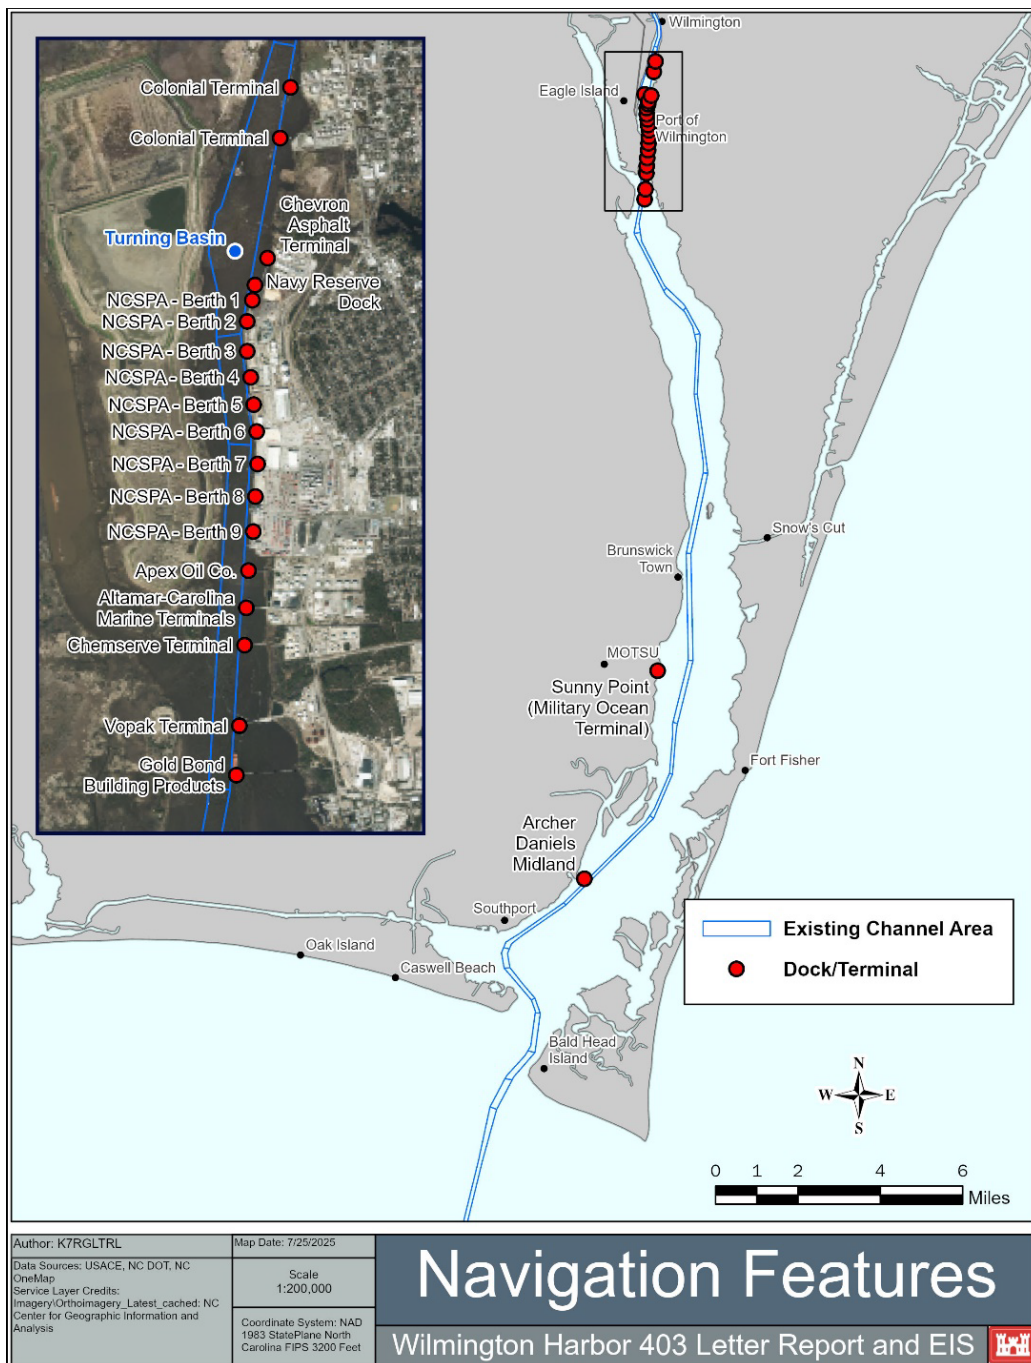 Wilmington
Eagle Island
Port of
Wilmington
Colonial Terminal
Colonial Terminal
Chevron
Asphalt
Terminal
Turning Basin
Navy Reserve
Dock
NCSPA - Berth 1
NCSPA - Berth 2
NCSPA - Berth 3
NCSPA - Berth 4
NCSPA - Berth 5
NCSPA - Berth 6
NCSPA - Berth 7
NCSPA - Berth 8
NCSPA - Berth 9
Apex Oil Co.
Altamar-Carolina
Marine Terminals
Chemserve Terminal
Vopak Terminal
Gold Bond
Building Products
Snow's Cut
Brunswick
Town
MOTSU
Sunny Point
(Military Ocean
Terminal)
Fort Fisher
Archer
Daniels
Midland
Southport
Oak Island
Caswell Beach
Bald Head
Island
Existing Channel Area
Dock/Terminal
N
W E
S
0 1 2 4 6
Miles
Author: K7RGLTRL
Data Sources: USACE, NC DOT, NC
OneMap
Service Layer Credits:
Imagery\Orthoimagery_Latest_cached: NC
Center for Geographic Information and
Analysis
Map Date: 7/25/2025
Scale
1:200,000
Coordinate System: NAD
1983 StatePlane North
Carolina FIPS 3200 Feet
Navigation Features
Wilmington Harbor 403 Letter Report and EIS